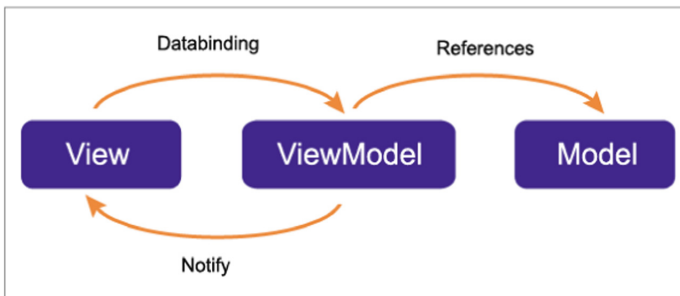 Databinding
References
View
ViewModel
Model
Notify